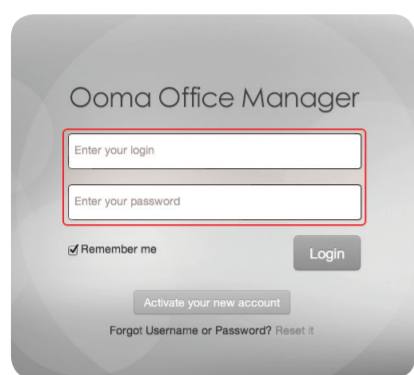 Ooma Office Manager
Enter your login
Enter your password
Remember me
Login
Activate your new account
Forgot Username or Password? Reset it